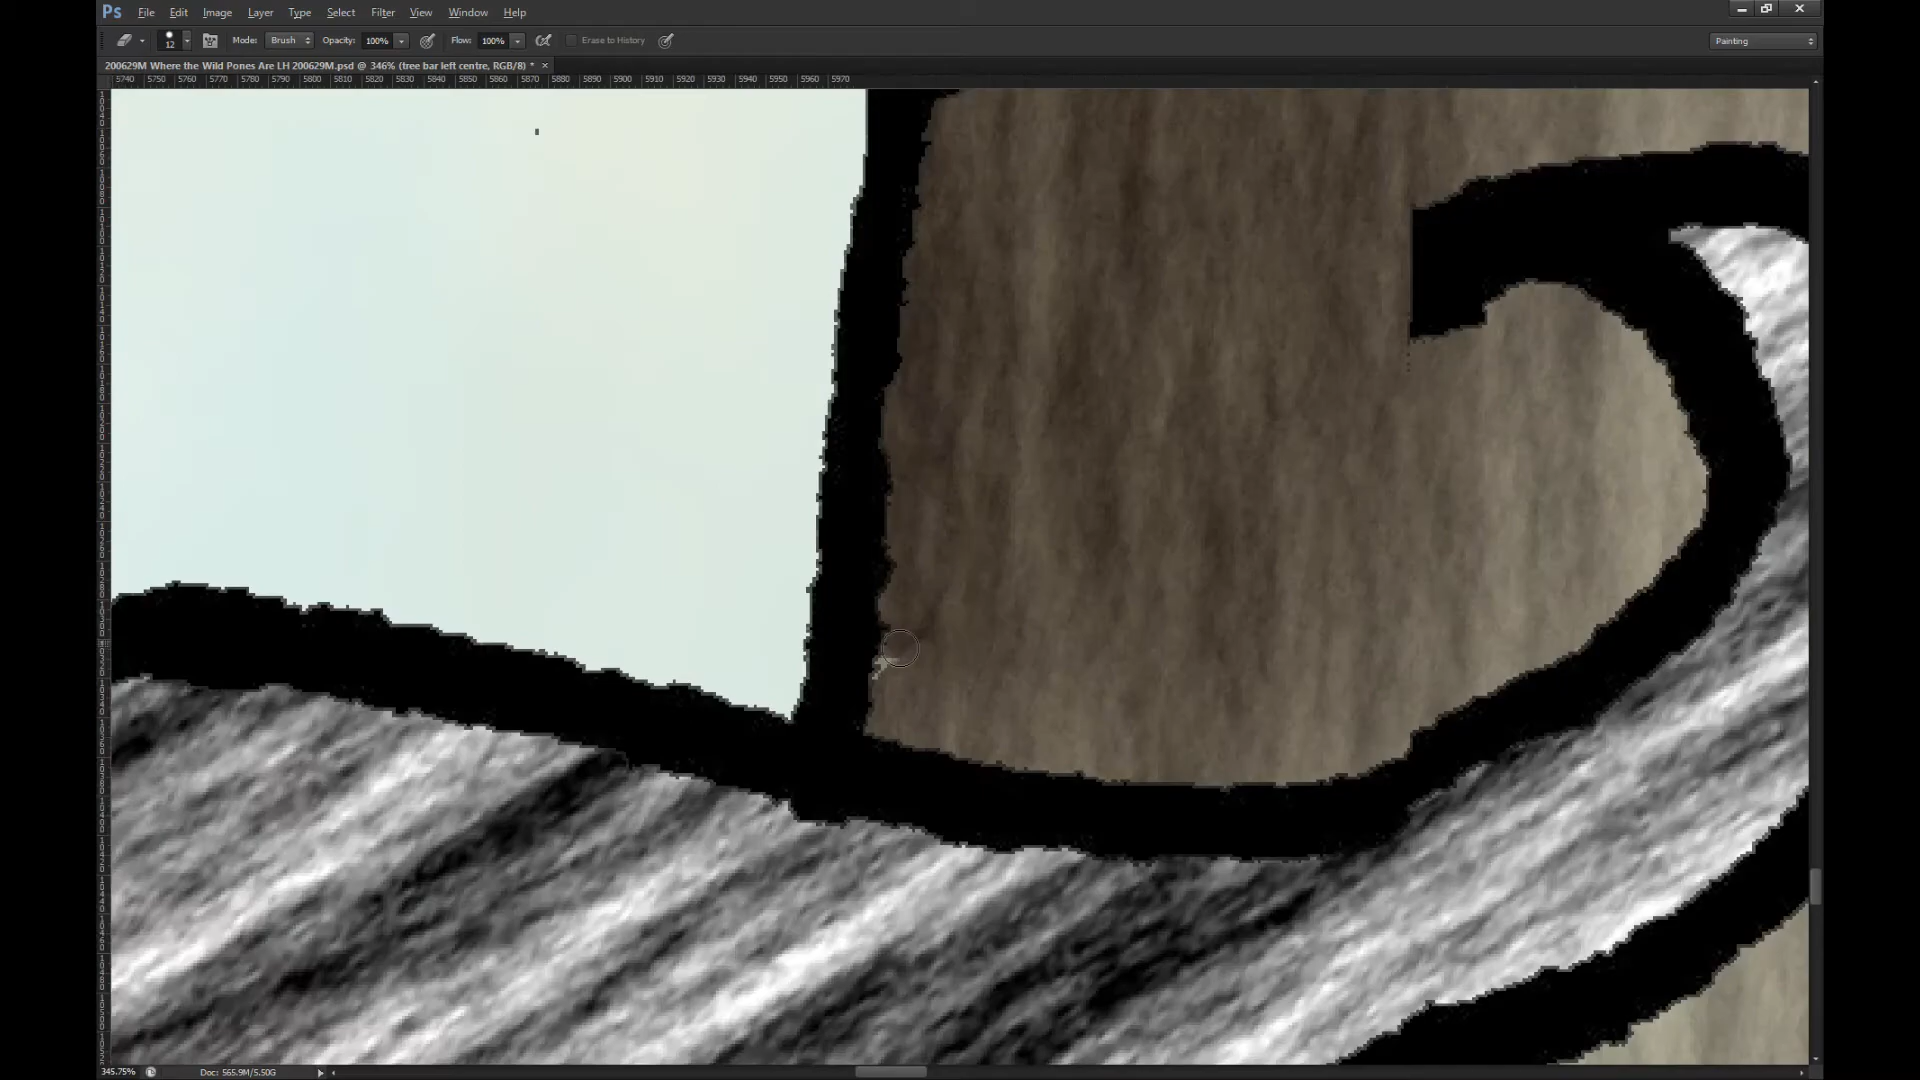 Ps File Edit Image Layer Type Select Filter View Window Help
12 Mode: Brush Opacity: 100% Flow: 100% Erase to History Painting
200629M Where the Wild Pones Are LH 200629M.psd @ 346% (tree bar left centre, RGB/8) * ×
5740 5750 5760 5770 5780 5790 5800 5810 5820 5830 5840 5850 5860 5870 5880 5890 5900 5910 5920 5930 5940 5950 5960 5970
345.75% Doc: 565.9M/5.50G